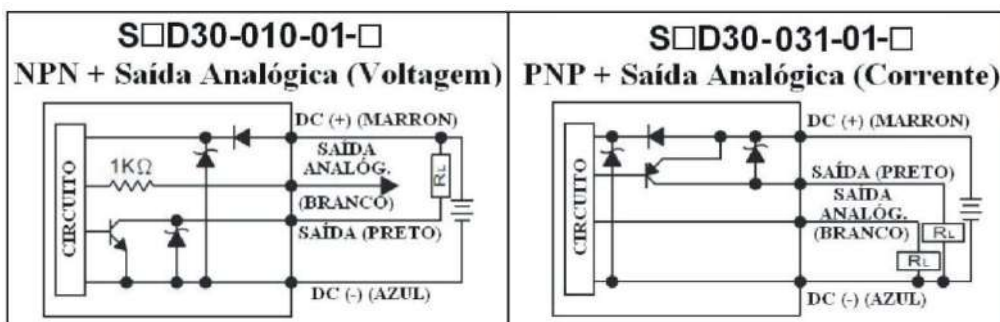 S□D30-010-01-□
NPN + Saída Analógica (Voltagem)
DC (+) (MARRON)
SAÍDA
ANALÓG.
1KΩ
(BRANCO)
SAÍDA (PRETO)
RL
CIRCUITO
DC (-) (AZUL)
S□D30-031-01-□
PNP + Saída Analógica (Corrente)
DC (+) (MARRON)
SAÍDA (PRETO)
SAÍDA
ANALÓG.
(BRANCO)
RL
RL
CIRCUITO
DC (-) (AZUL)